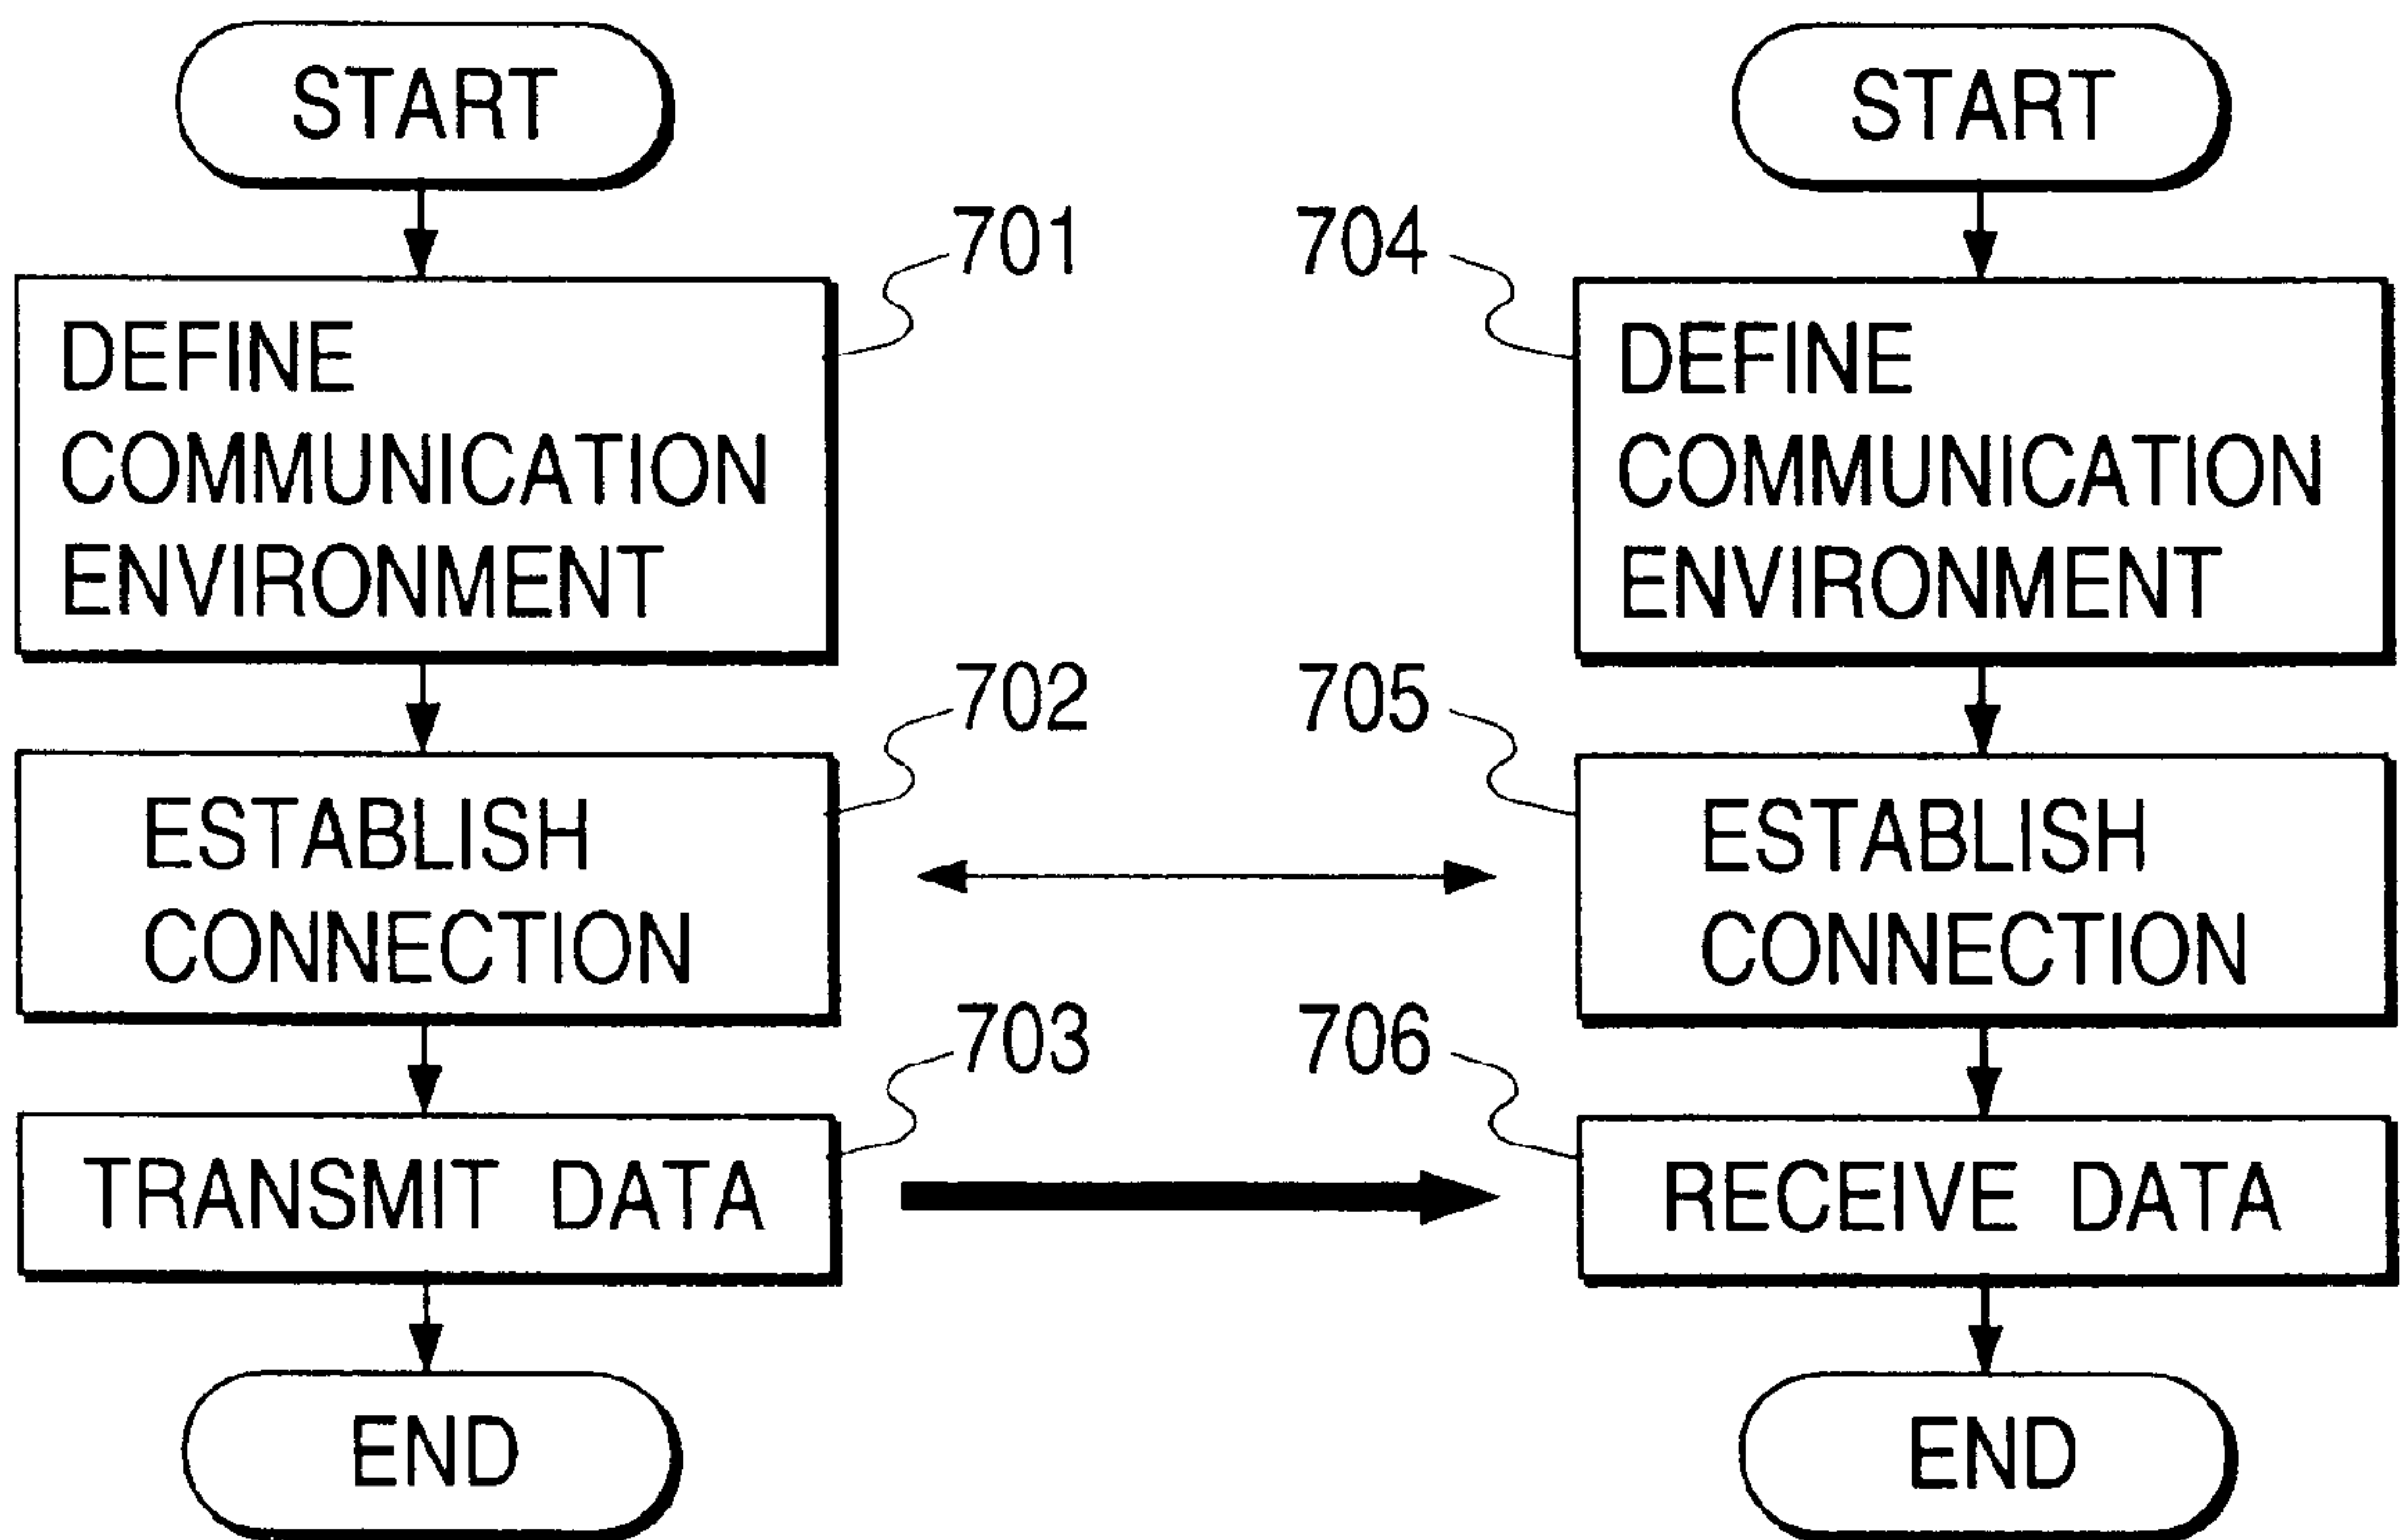 START
701
DEFINE
COMMUNICATION
ENVIRONMENT
702
ESTABLISH
CONNECTION
703
TRANSMIT DATA
END
START
704
DEFINE
COMMUNICATION
ENVIRONMENT
705
ESTABLISH
CONNECTION
706
RECEIVE DATA
END